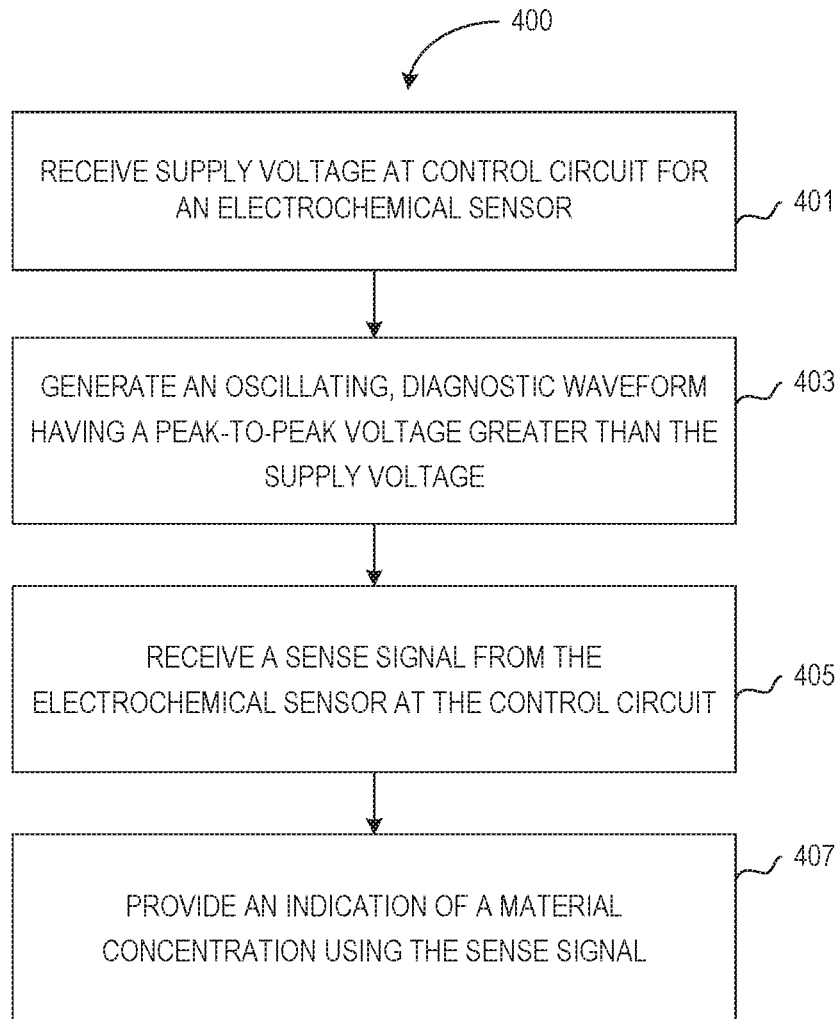 400
RECEIVE SUPPLY VOLTAGE AT CONTROL CIRCUIT FOR
AN ELECTROCHEMICAL SENSOR
401
GENERATE AN OSCILLATING, DIAGNOSTIC WAVEFORM
HAVING A PEAK-TO-PEAK VOLTAGE GREATER THAN THE
SUPPLY VOLTAGE
403
RECEIVE A SENSE SIGNAL FROM THE
ELECTROCHEMICAL SENSOR AT THE CONTROL CIRCUIT
405
PROVIDE AN INDICATION OF A MATERIAL
CONCENTRATION USING THE SENSE SIGNAL
407